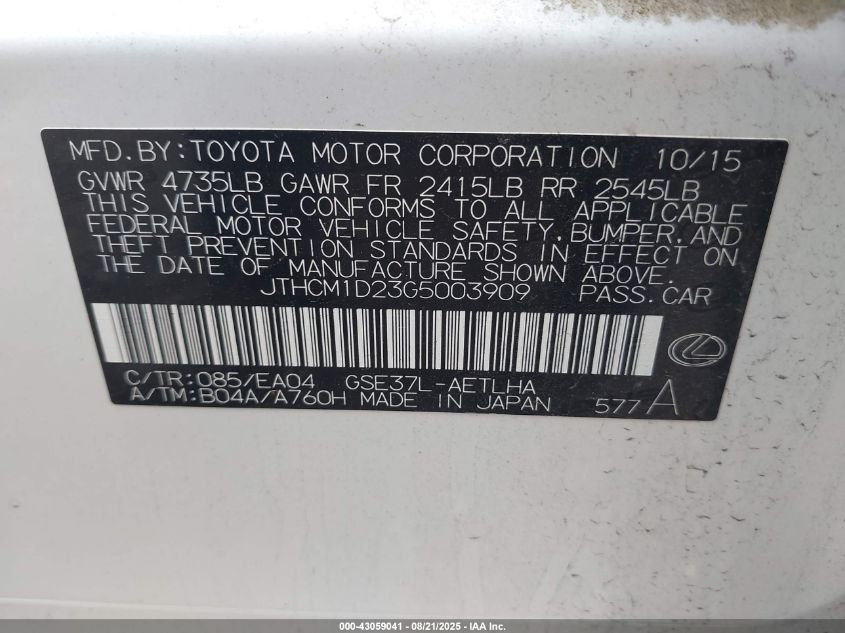 MFD.BY:TOYOTA MOTOR CORPORATION 10/15
GVWR 4735LB GAWR FR 2415LB RR 2545LB
THIS VEHICLE CONFORMS TO ALL APPLICABLE
FEDERAL MOTOR VEHICLE SAFETY,BUMPER,AND
THEFT PREVENTION STANDARDS IN EFFECT ON
THE DATE OF MANUFACTURE SHOWN ABOVE.
JTHCM1D23G5003909 PASS.CAR
C/TR:085/EA04 GSE37L-AETLHA
A/TM:B04A/A760H MADE IN JAPAN 577A
000-43059041 - 08/21/2025 - IAA Inc.